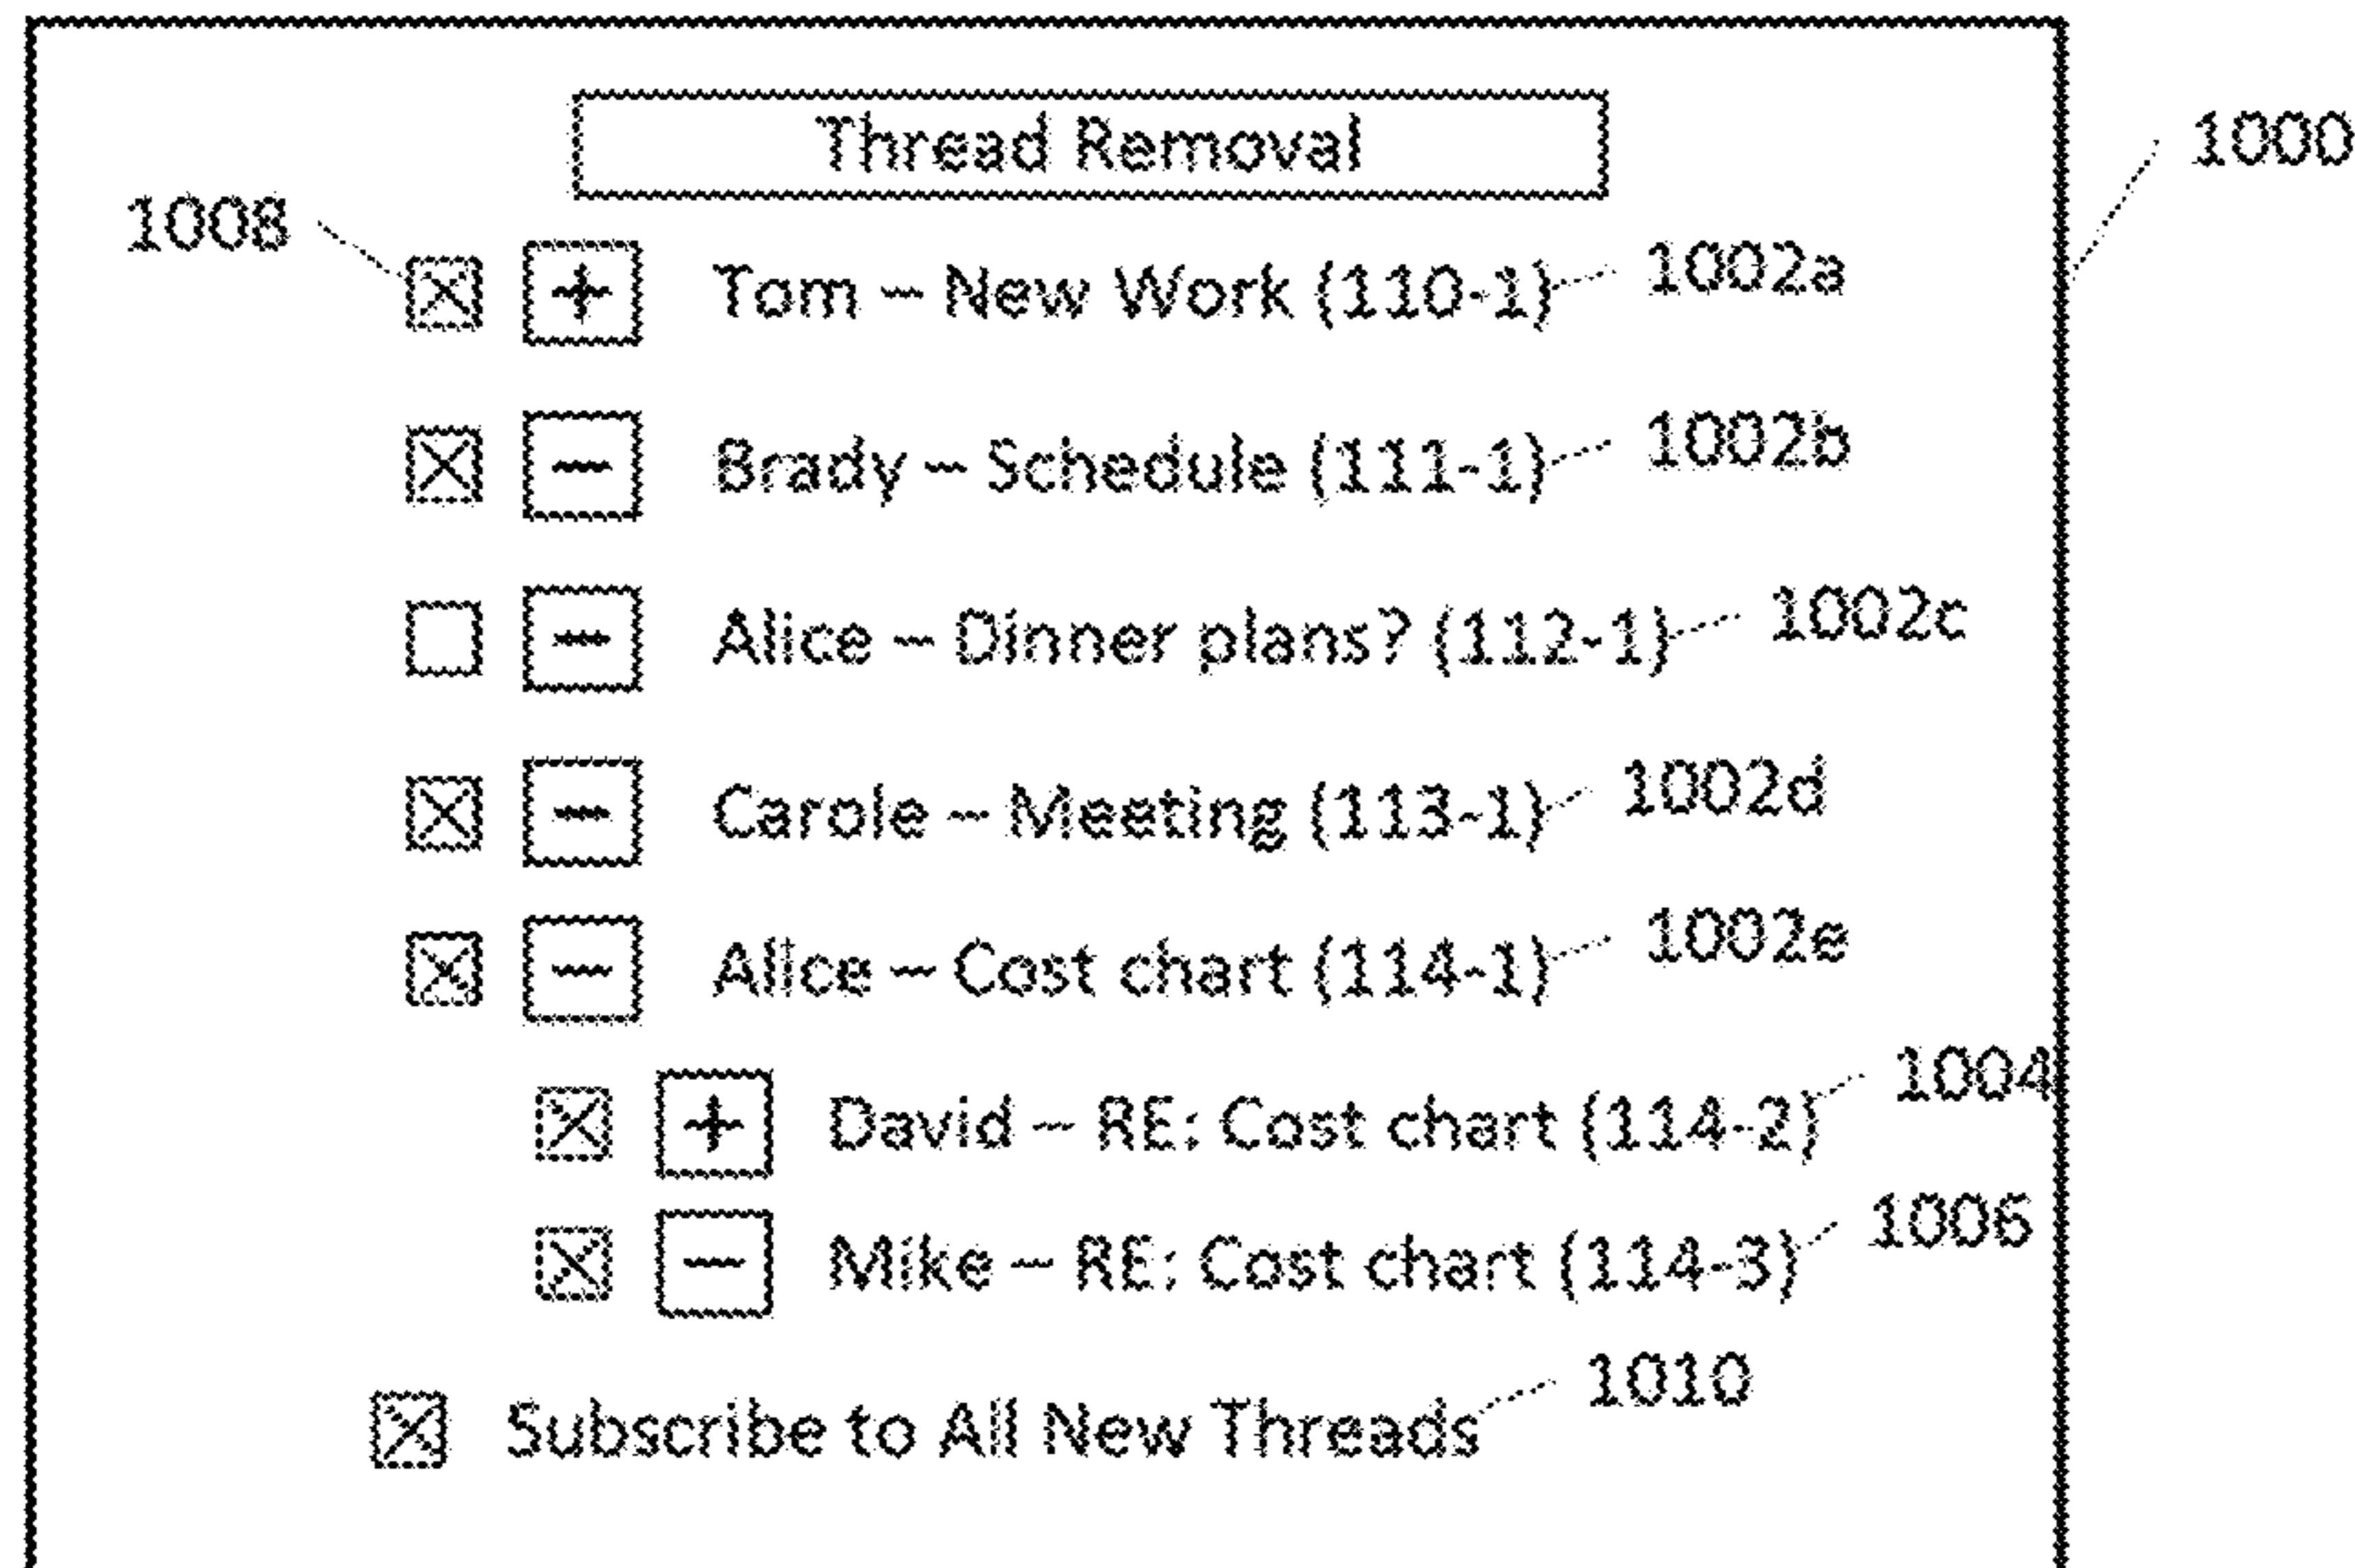 Thread Removal
1000
1008
+ Tom – New Work (110-1) 1002a
– Brady – Schedule (111-1) 1002b
– Alice – Dinner plans? (112-1) 1002c
– Carole – Meeting (113-1) 1002d
– Alice – Cost chart (114-1) 1002e
+ David – RE: Cost chart (114-2) 1004
– Mike – RE: Cost chart (114-3) 1006
Subscribe to All New Threads 1010